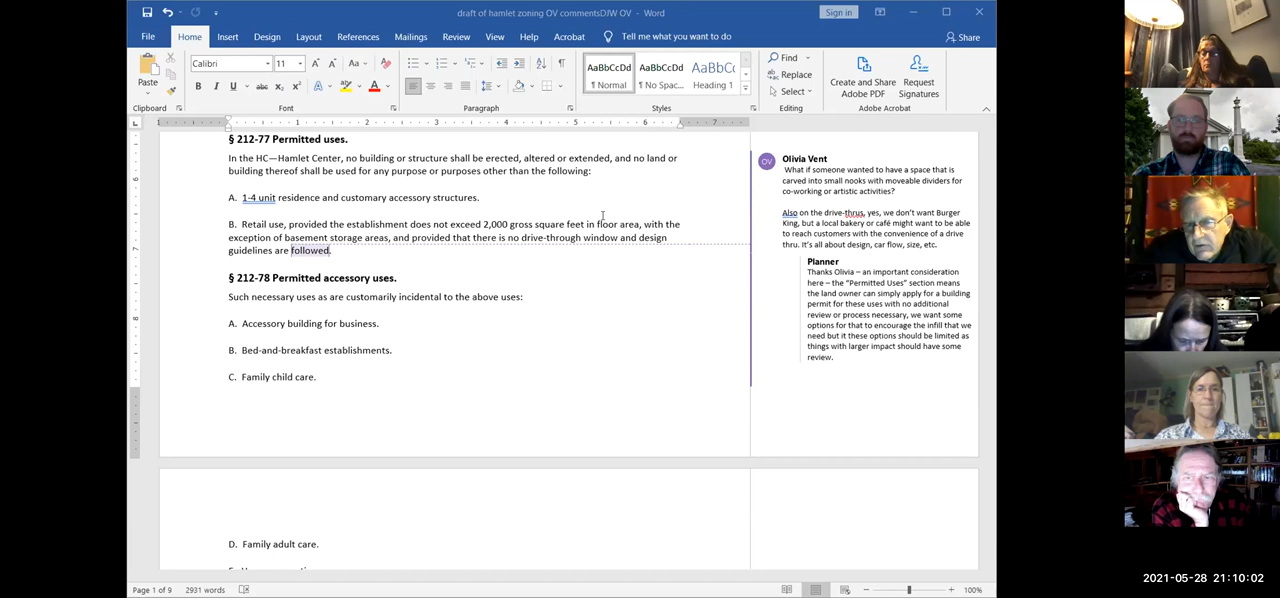 draft of hamlet zoning OV commentsDJW OV - Word
Sign in
File Home Insert Design Layout References Mailings Review View Help Acrobat Tell me what you want to do Share
Paste
Clipboard
Calibri 11
Font
Paragraph
AaBbCcDd AaBbCcDd AaBbCc
¶ Normal ¶ No Spac... Heading 1
Styles
Find
Replace
Select
Editing
Create and Share Adobe PDF
Request Signatures
Adobe Acrobat
§ 212-77 Permitted uses.
In the HC—Hamlet Center, no building or structure shall be erected, altered or extended, and no land or
building thereof shall be used for any purpose or purposes other than the following:
A. 1-4 unit residence and customary accessory structures.
B. Retail use, provided the establishment does not exceed 2,000 gross square feet in floor area, with the
exception of basement storage areas, and provided that there is no drive-through window and design
guidelines are followed.
§ 212-78 Permitted accessory uses.
Such necessary uses as are customarily incidental to the above uses:
A. Accessory building for business.
B. Bed-and-breakfast establishments.
C. Family child care.
D. Family adult care.
OV
Olivia Vent
What if someone wanted to have a space that is
carved into small nooks with moveable dividers for
co-working or artistic activities?
Also on the drive-thrus, yes, we don't want Burger
King, but a local bakery or café might want to be able
to reach customers with the convenience of a drive
thru. It's all about design, car flow, size, etc.
Planner
Thanks Olivia – an important consideration
here – the "Permitted Uses" section means
the land owner can simply apply for a building
permit for these uses with no additional
review or process necessary, we want some
options for that to encourage the infill that we
need but it these options should be limited as
things with larger impact should have some
review.
Page 1 of 9 2931 words
100%
2021-05-28 21:10:02